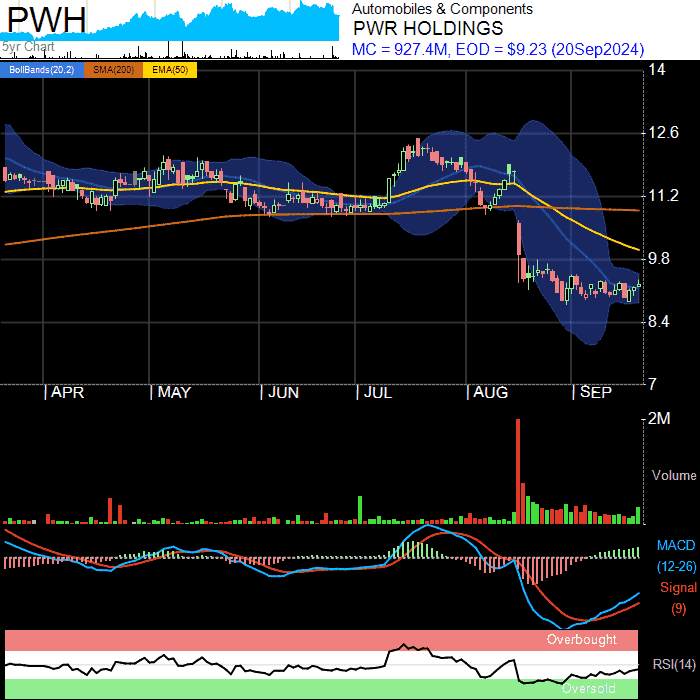 PWH
5yr Chart
Automobiles & Components
PWR HOLDINGS
MC = 927.4M, EOD = $9.23 (20Sep2024)
BollBands(20,2) SMA(200) EMA(50)
14
12.6
11.2
9.8
8.4
7
APR MAY JUN JUL AUG SEP
2M
Volume
MACD
(12-26)
Signal
(9)
Overbought
RSI(14)
Oversold